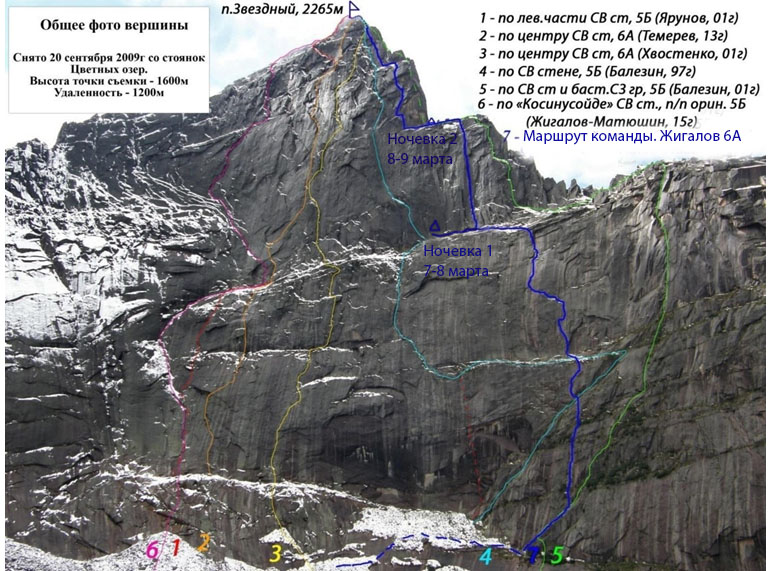 Общее фото вершины
Снято 20 сентября 2009г со стоянок
Цветных озер.
Высота точки съемки - 1600м
Удаленность - 1200м
п.Звездный, 2265м
1 - по лев.части СВ ст, 5Б (Ярунов, 01г)
2 - по центру СВ ст, 6А (Темерев, 13г)
3 - по центру СВ ст, 6А (Хвостенко, 01г)
4 - по СВ стене, 5Б (Балезин, 97г)
5 - по СВ ст и баст.СЗ гр, 5Б (Балезин, 01г)
6 - по «Косинусойде» СВ ст., п/п орин. 5Б
(Жигалов-Матюшин, 15г)
7 - Маршрут команды. Жигалов 6А
Ночевка 2
8-9 марта
Ночевка 1
7-8 марта
6 1 2 3 4 7 5